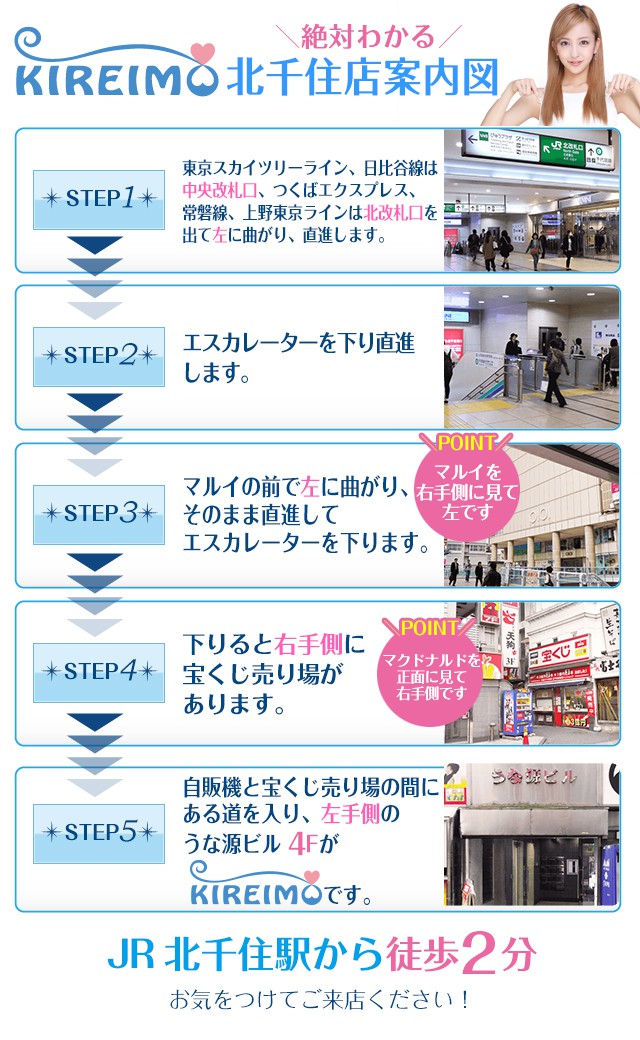 ＼絶対わかる／
KIREIMO 北千住店案内図
STEP1
東京スカイツリーライン、日比谷線は
中央改札口、つくばエクスプレス、
常磐線、上野東京ラインは北改札口を
出て左に曲がり、直進します。
JR 北改札口
STEP2
エスカレーターを下り直進
します。
STEP3
マルイの前で左に曲がり、
そのまま直進して
エスカレーターを下ります。
POINT
マルイを
右手側に見て
左です
OIOI
STEP4
下りると右手側に
宝くじ売り場が
あります。
POINT
マクドナルドを
正面に見て
右手側です
天狗
宝くじ
STEP5
自販機と宝くじ売り場の間に
ある道を入り、左手側の
うな源ビル 4Fが
KIREIMOです。
うな源ビル
JR 北千住駅から徒歩2分
お気をつけてご来店ください！